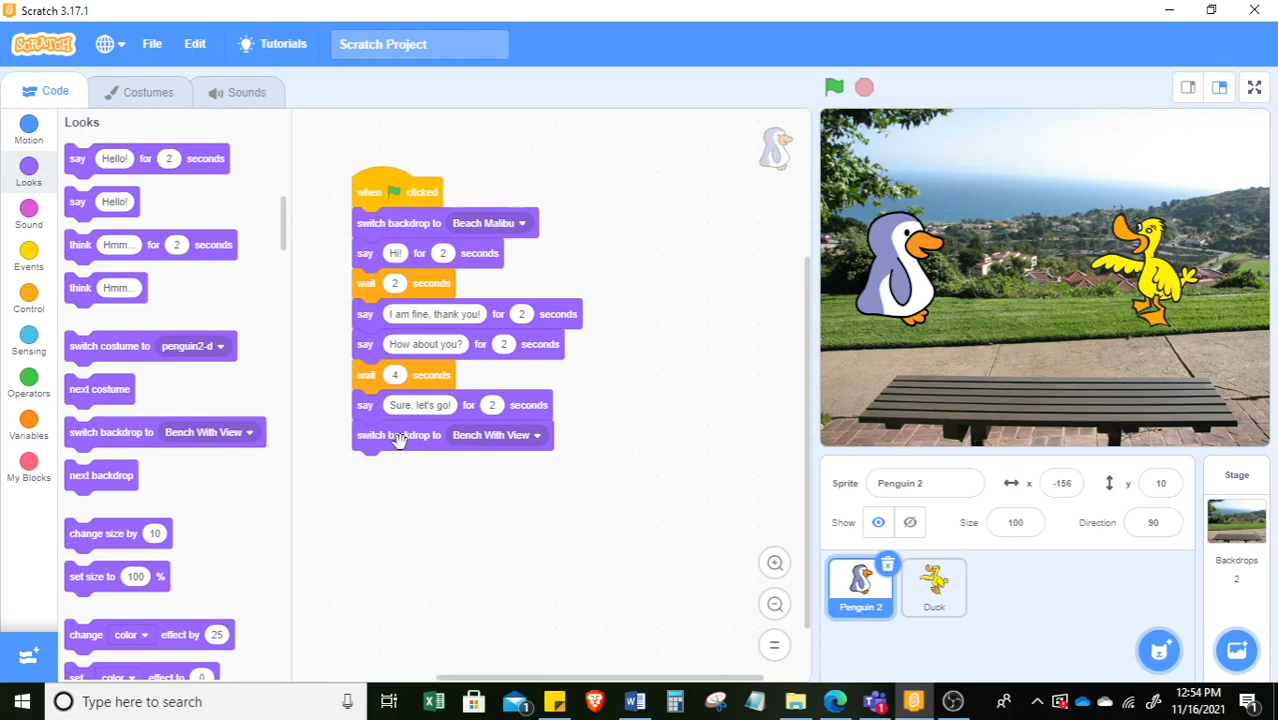 Scratch 3.17.1
SCRATCH
File
Edit
Tutorials
Scratch Project
Code
Costumes
Sounds
Motion
Looks
Sound
Events
Control
Sensing
Operators
Variables
My Blocks
Looks
say Hello! for 2 seconds
say Hello!
think Hmm... for 2 seconds
think Hmm...
switch costume to penguin2-d
next costume
switch backdrop to Bench With View
next backdrop
change size by 10
set size to 100 %
change color effect by 25
set color effect to 0
when clicked
switch backdrop to Beach Malibu
say Hi! for 2 seconds
wait 2 seconds
say I am fine, thank you! for 2 seconds
say How about you? for 2 seconds
wait 4 seconds
say Sure, let's go! for 2 seconds
switch backdrop to Bench With View
Sprite Penguin 2 x -156 y 10
Show Size 100 Direction 90
Penguin 2
Duck
Stage
Backdrops
2
Type here to search
12:54 PM
11/16/2021